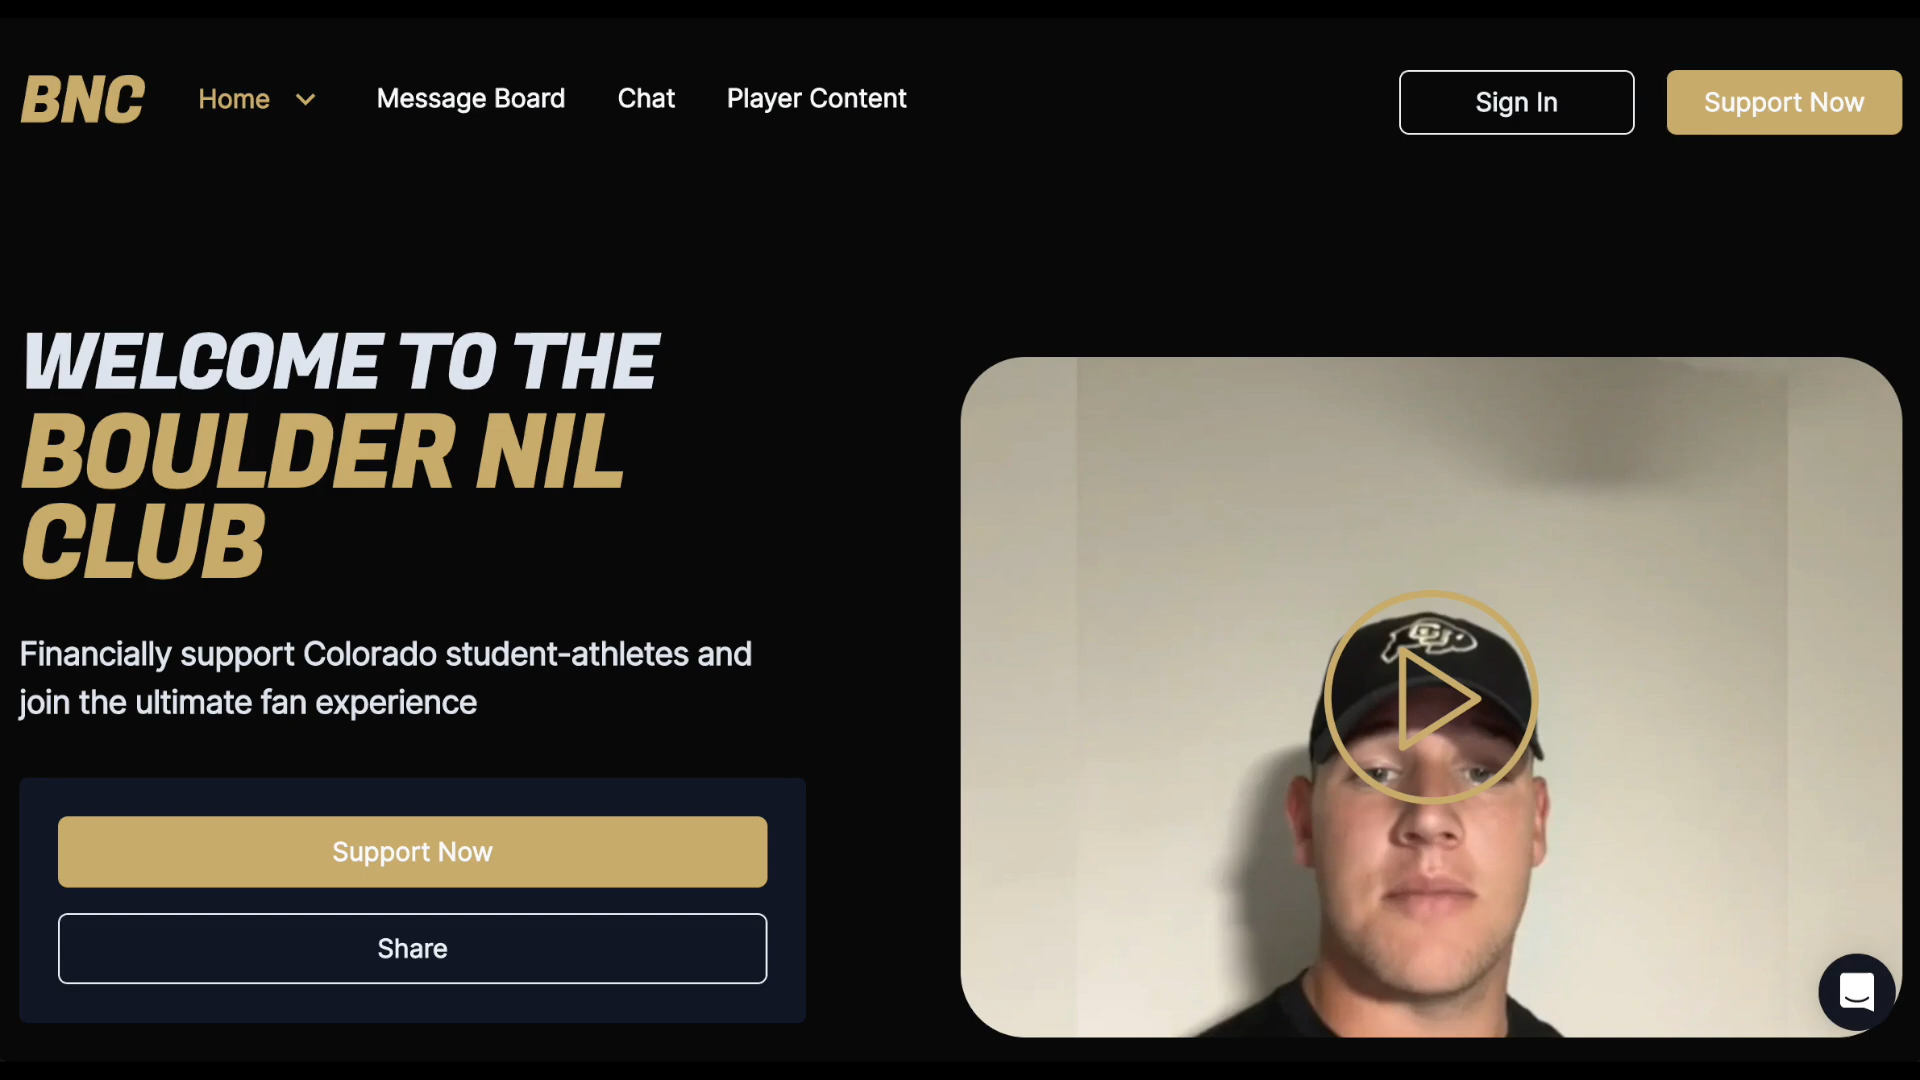 BNC
Home
Message Board
Chat
Player Content
Sign In
Support Now
WELCOME TO THE
BOULDER NIL
CLUB
Financially support Colorado student-athletes and
join the ultimate fan experience
Support Now
Share
CU